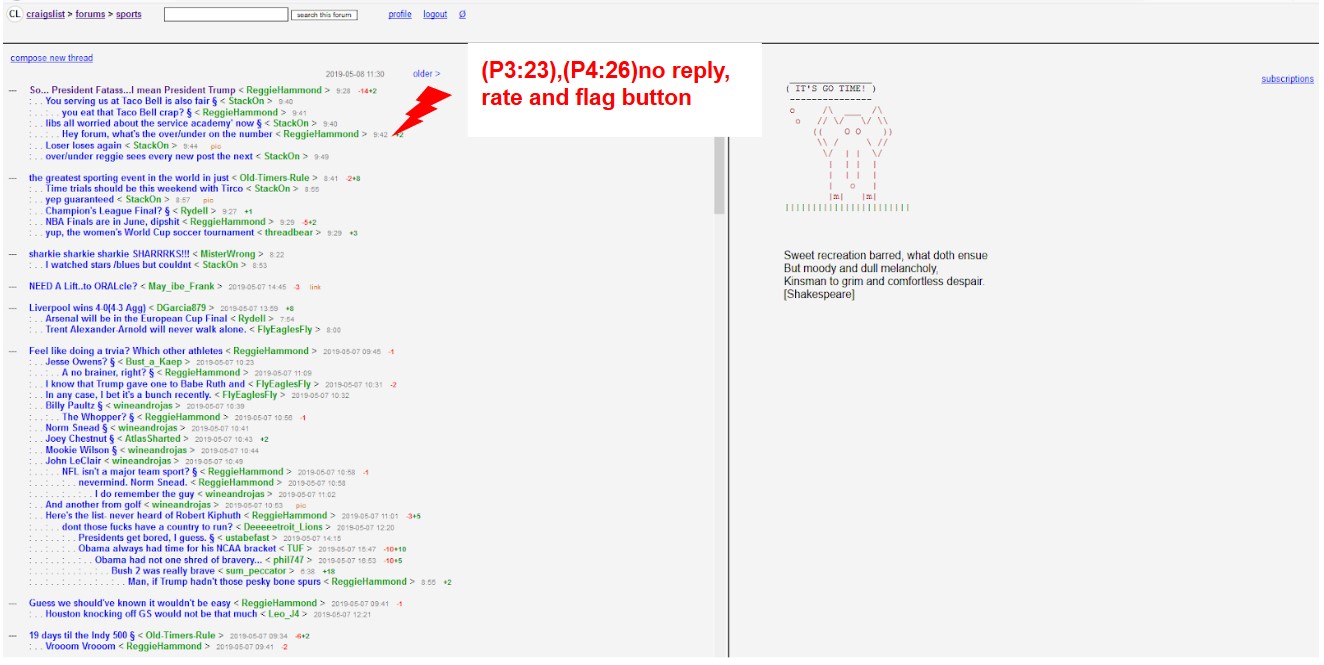 CL craigslist > forums > sports search this forum profile logout Ø
compose new thread
2019-05-08 11:30 older >
(P3:23),(P4:26)no reply,
rate and flag button
subscriptions
--- So... President Fatass...I mean President Trump < ReggieHammond > 9:28 -14+2
: . . You serving us at Taco Bell is also fair § < StackOn > 9:40
: . . : . . you eat that Taco Bell crap? § < ReggieHammond > 9:41
: . . libs all worried about the service academy' now § < StackOn > 9:40
: . . : . . Hey forum, what's the over/under on the number < ReggieHammond > 9:42 +2
: . . Loser loses again < StackOn > 9:44 pic
: . . over/under reggie sees every new post the next < StackOn > 9:49
--- the greatest sporting event in the world in just < Old-Timers-Rule > 8:41 -2+8
: . . Time trials should be this weekend with Tirco < StackOn > 8:55
: . . yep guaranteed < StackOn > 8:57 pic
: . . Champion's League Final? § < Rydell > 9:27 +1
: . . NBA Finals are in June, dipshit < ReggieHammond > 9:29 -5+2
: . . yup, the women's World Cup soccer tournament < threadbear > 9:29 +3
--- sharkie sharkie sharkie SHARRRKS!!! < MisterWrong > 8:22
: . . I watched stars /blues but couldnt < StackOn > 8:53
--- NEED A Lift..to ORALcle? < May_ibe_Frank > 2019-05-07 14:45 -3 link
--- Liverpool wins 4-0(4-3 Agg) < DGarcia879 > 2019-05-07 13:59 +8
: . . Arsenal will be in the European Cup Final < Rydell > 7:54
: . . Trent Alexander-Arnold will never walk alone. < FlyEaglesFly > 8:00
--- Feel like doing a trvia? Which other athletes < ReggieHammond > 2019-05-07 09:45 -1
: . . Jesse Owens? § < Bust_a_Kaep > 2019-05-07 10:23
: . . : . . A no brainer, right? § < ReggieHammond > 2019-05-07 11:09
: . . I know that Trump gave one to Babe Ruth and < FlyEaglesFly > 2019-05-07 10:31 -2
: . . In any case, I bet it's a bunch recently. < FlyEaglesFly > 2019-05-07 10:32
: . . Billy Paultz § < wineandrojas > 2019-05-07 10:39
: . . : . . The Whopper? § < ReggieHammond > 2019-05-07 10:56 -1
: . . Norm Snead § < wineandrojas > 2019-05-07 10:41
: . . Joey Chestnut § < AtlasSharted > 2019-05-07 10:43 +2
: . . Mookie Wilson § < wineandrojas > 2019-05-07 10:44
: . . John LeClair < wineandrojas > 2019-05-07 10:49
: . . : . . NFL isn't a major team sport? § < ReggieHammond > 2019-05-07 10:58 -1
: . . : . . : . . nevermind. Norm Snead. < ReggieHammond > 2019-05-07 10:58
: . . : . . : . . : . . I do remember the guy < wineandrojas > 2019-05-07 11:02
: . . And another from golf < wineandrojas > 2019-05-07 10:53 pic
: . . Here's the list- never heard of Robert Kiphuth < ReggieHammond > 2019-05-07 11:01 -3+5
: . . : . . dont those fucks have a country to run? < Deeeeetroit_Lions > 2019-05-07 12:20
: . . : . . : . . Presidents get bored, I guess. § < ustabefast > 2019-05-07 14:15
: . . : . . : . . Obama always had time for his NCAA bracket < TUF > 2019-05-07 15:47 -10+10
: . . : . . : . . : . . Obama had not one shred of bravery... < phil747 > 2019-05-07 16:53 -10+5
: . . : . . : . . : . . : . . Bush 2 was really brave < sum_peccator > 6:38 +18
: . . : . . : . . : . . : . . : . . Man, if Trump hadn't those pesky bone spurs < ReggieHammond > 8:55 +2
--- Guess we should've known it wouldn't be easy < ReggieHammond > 2019-05-07 09:41 -1
: . . Houston knocking off GS would not be that much < Leo_J4 > 2019-05-07 12:21
--- 19 days til the Indy 500 § < Old-Timers-Rule > 2019-05-07 09:34 -6+2
: . . Vrooom Vrooom < ReggieHammond > 2019-05-07 09:41 -2
( IT'S GO TIME! )
Sweet recreation barred, what doth ensue
But moody and dull melancholy,
Kinsman to grim and comfortless despair.
[Shakespeare]